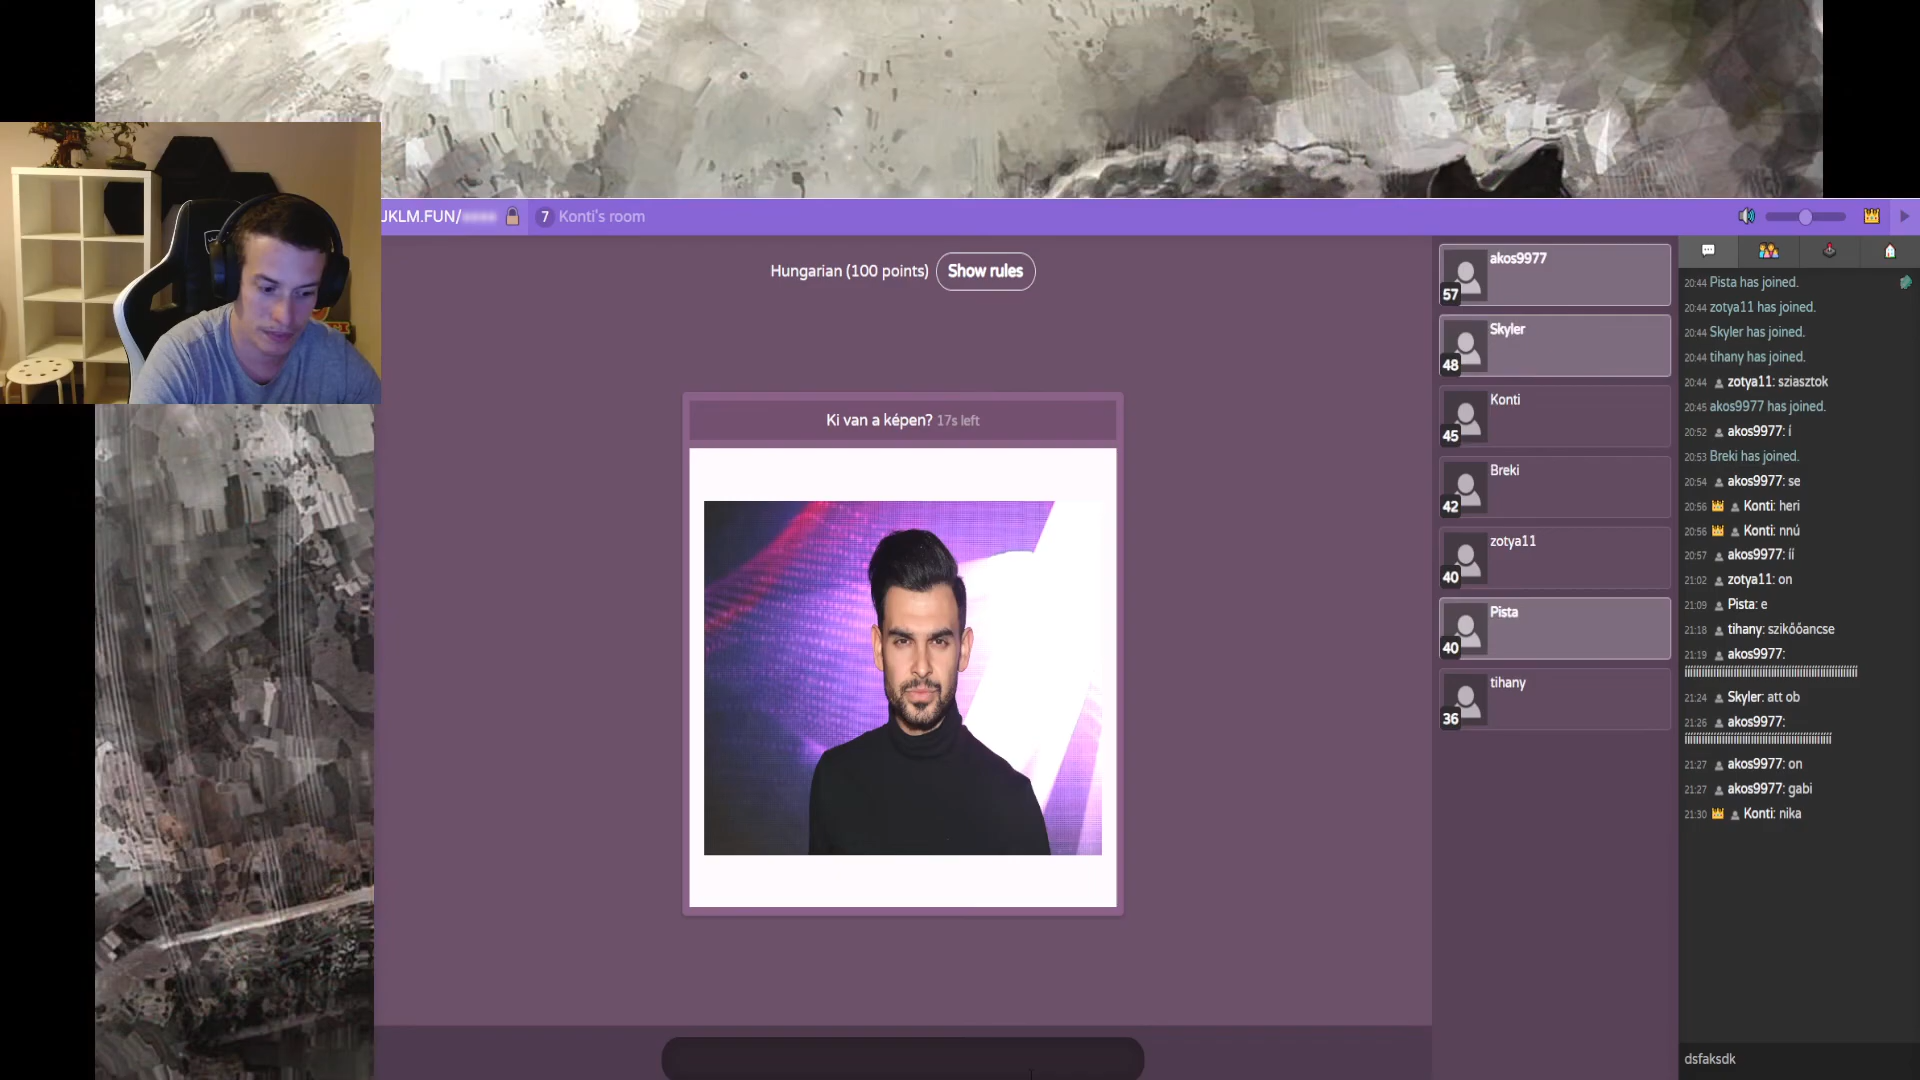 JKLM.FUN/
7 Konti's room
Hungarian (100 points) Show rules
Ki van a képen? 17s left
akos9977
57
Skyler
48
Konti
45
Breki
42
zotya11
40
Pista
40
tihany
36
20:44 Pista has joined.
20:44 zotya11 has joined.
20:44 Skyler has joined.
20:44 tihany has joined.
20:44 zotya11: sziasztok
20:45 akos9977 has joined.
20:52 akos9977: í
20:53 Breki has joined.
20:54 akos9977: se
20:56 Konti: heri
20:56 Konti: nnú
20:57 akos9977: íí
21:02 zotya11: on
21:09 Pista: e
21:18 tihany: szikőőancse
21:19 akos9977:
21:24 Skyler: att ob
21:26 akos9977:
21:27 akos9977: on
21:27 akos9977: gabi
21:30 Konti: nika
dsfaksdk